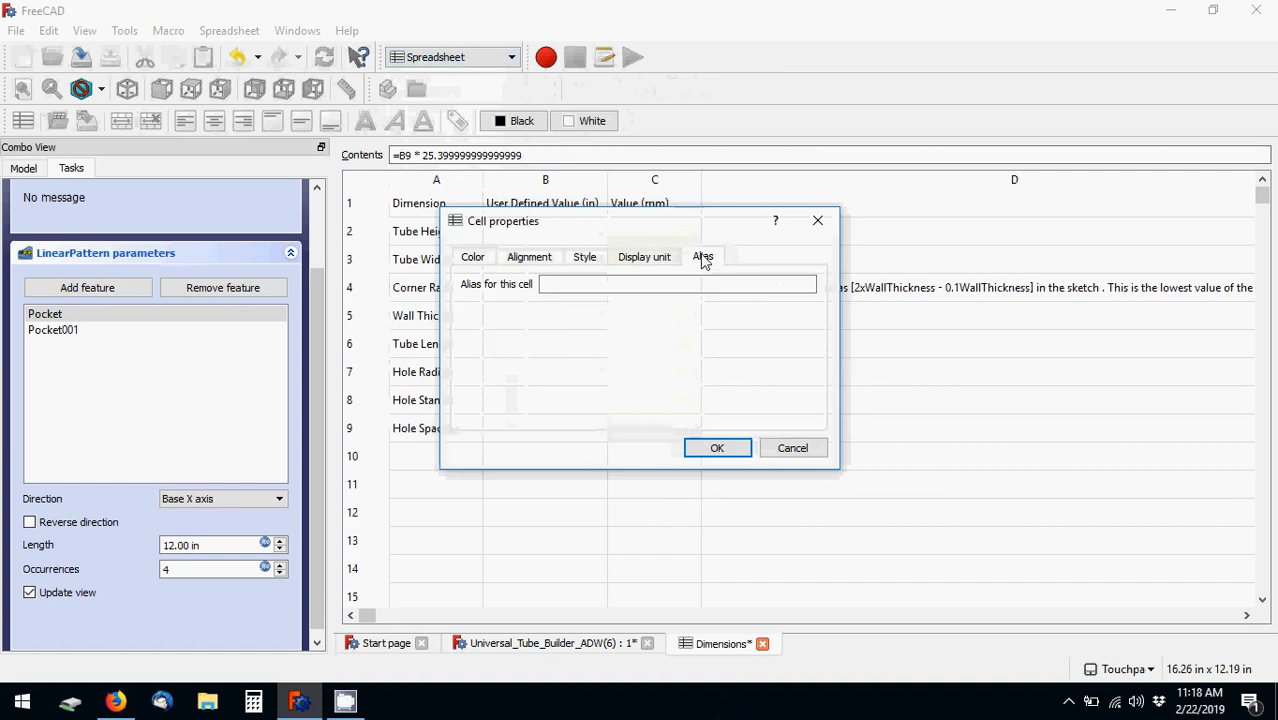 FreeCAD
File Edit View Tools Macro Spreadsheet Windows Help
Spreadsheet
Black White
Combo View
Model Tasks
Contents =B9 * 25.399999999999999
No message
LinearPattern parameters
Add feature Remove feature
Pocket
Pocket001
Direction Base X axis
Reverse direction
Length 12.00 in
Occurrences 4
Update view
A B C D
1 Dimension User Defined Value (in) Value (mm)
2 Tube Hei
3 Tube Wid
4 Corner Ra as [2xWallThickness - 0.1WallThickness] in the sketch . This is the lowest value of the
5 Wall Thic
6 Tube Len
7 Hole Radi
8 Hole Stan
9 Hole Spac
10
11
12
13
14
15
Cell properties
Color Alignment Style Display unit Alias
Alias for this cell
OK Cancel
Start page Universal_Tube_Builder_ADW(6) : 1* Dimensions*
Touchpa 16.26 in x 12.19 in
11:18 AM
2/22/2019
1